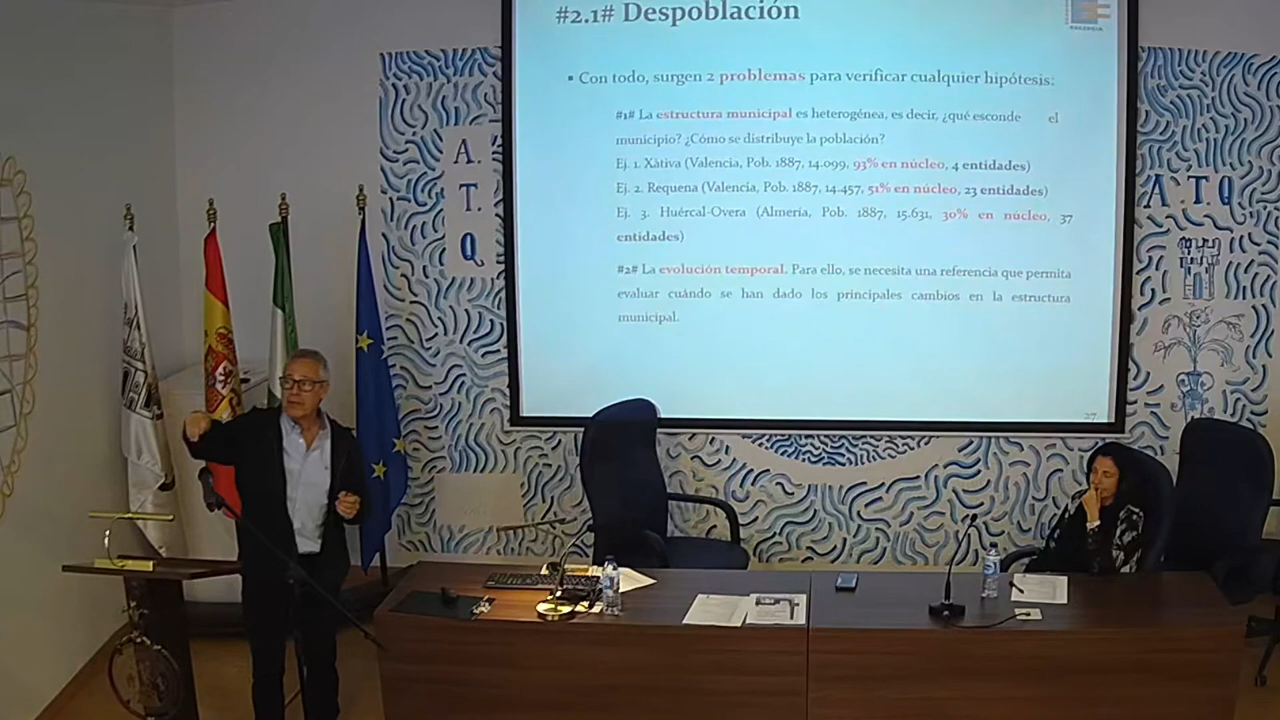 #2.1# Despoblación
▪ Con todo, surgen 2 problemas para verificar cualquier hipótesis:
#1# La estructura municipal es heterogénea, es decir, ¿qué esconde el
municipio? ¿Cómo se distribuye la población?
Ej. 1. Xàtiva (Valencia, Pob. 1887, 14.099, 93% en núcleo, 4 entidades)
Ej. 2. Requena (Valencia, Pob. 1887, 14.457, 51% en núcleo, 23 entidades)
Ej. 3. Huércal-Overa (Almería, Pob. 1887, 15.631, 30% en núcleo, 37
entidades)
#2# La evolución temporal. Para ello, se necesita una referencia que permita
evaluar cuándo se han dado los principales cambios en la estructura
municipal.
27
A.
T.
Q
A.T.Q